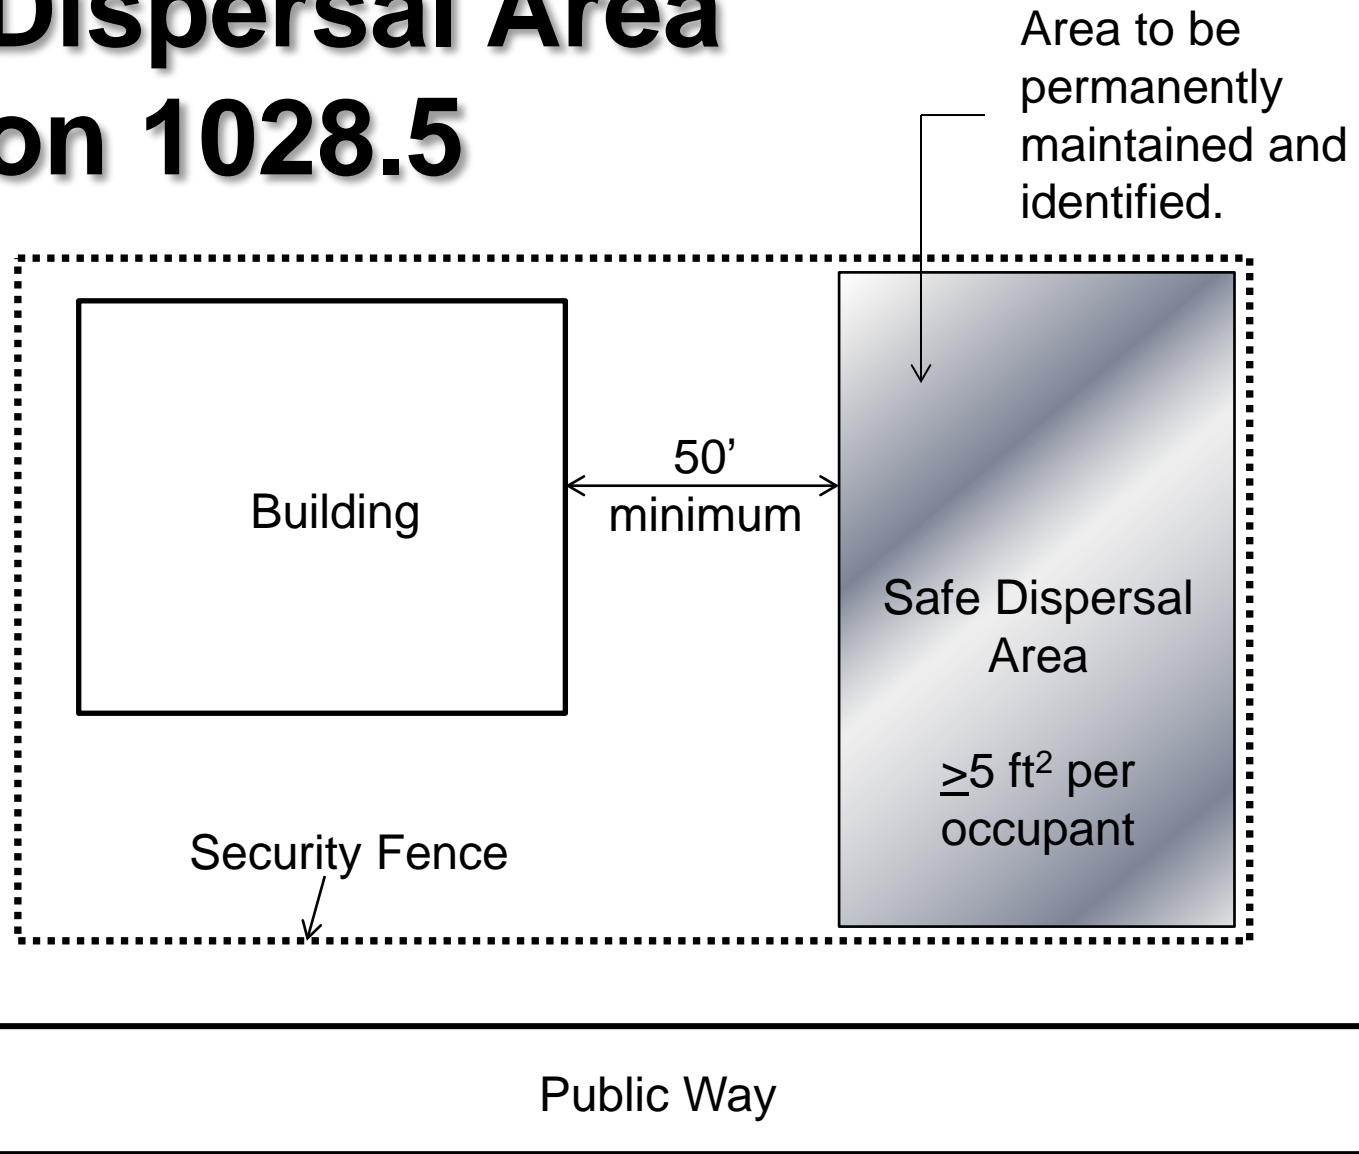 Dispersal Area
on 1028.5
Area to be
permanently
maintained and
identified.
50’
minimum
Building
Safe Dispersal
Area
≥5 ft² per
occupant
Security Fence
Public Way